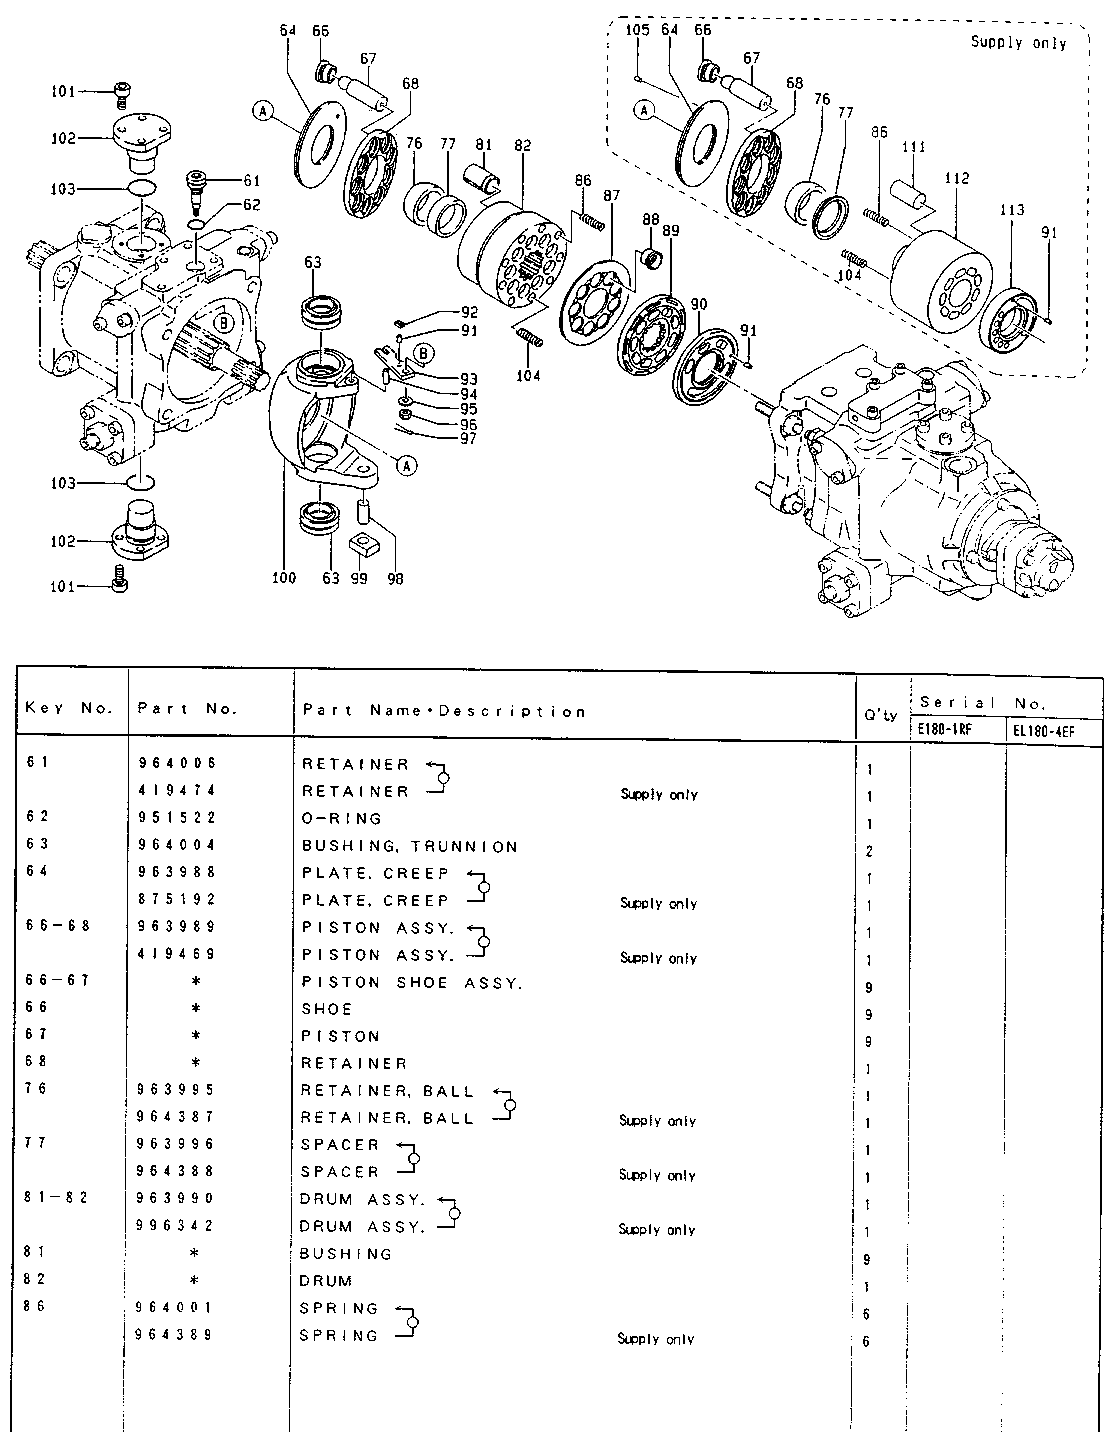 64
66
67
68
A
101
102
103
61
62
76
77
81
82
86
87
88
89
90
91
104
63
92
91
B
93
94
95
96
97
A
B
103
102
101
100
63
99
98
Supply only
105
64
66
67
68
A
76
77
86
111
112
113
91
104
Key No. Part No. Part Name・Description Q'ty Serial No.
E180-1RF EL180-4EF
61 964006 RETAINER 1
419474 RETAINER Supply only 1
62 951522 O-RING 1
63 964004 BUSHING, TRUNNION 2
64 963988 PLATE, CREEP 1
875192 PLATE, CREEP Supply only 1
66-68 963989 PISTON ASSY. 1
419469 PISTON ASSY. Supply only 1
66-67 * PISTON SHOE ASSY. 9
66 * SHOE 9
67 * PISTON 9
68 * RETAINER 1
76 963995 RETAINER, BALL 1
964387 RETAINER, BALL Supply only 1
77 963996 SPACER 1
964388 SPACER Supply only 1
81-82 963990 DRUM ASSY. 1
996342 DRUM ASSY. Supply only 1
81 * BUSHING 9
82 * DRUM 1
86 964001 SPRING 6
964389 SPRING Supply only 6